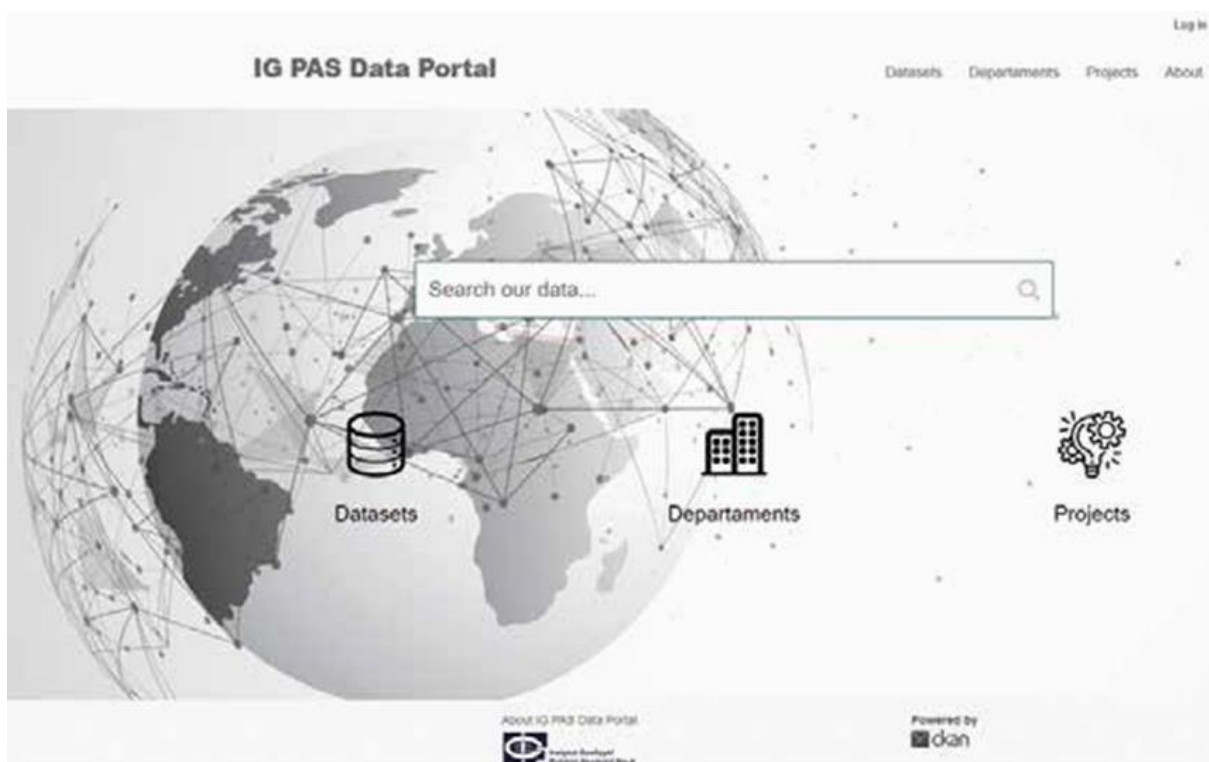 Log in
IG PAS Data Portal
Datasets Departaments Projects About
Search our data...
Datasets Departaments Projects
About IG PAS Data Portal
Powered by
ckan